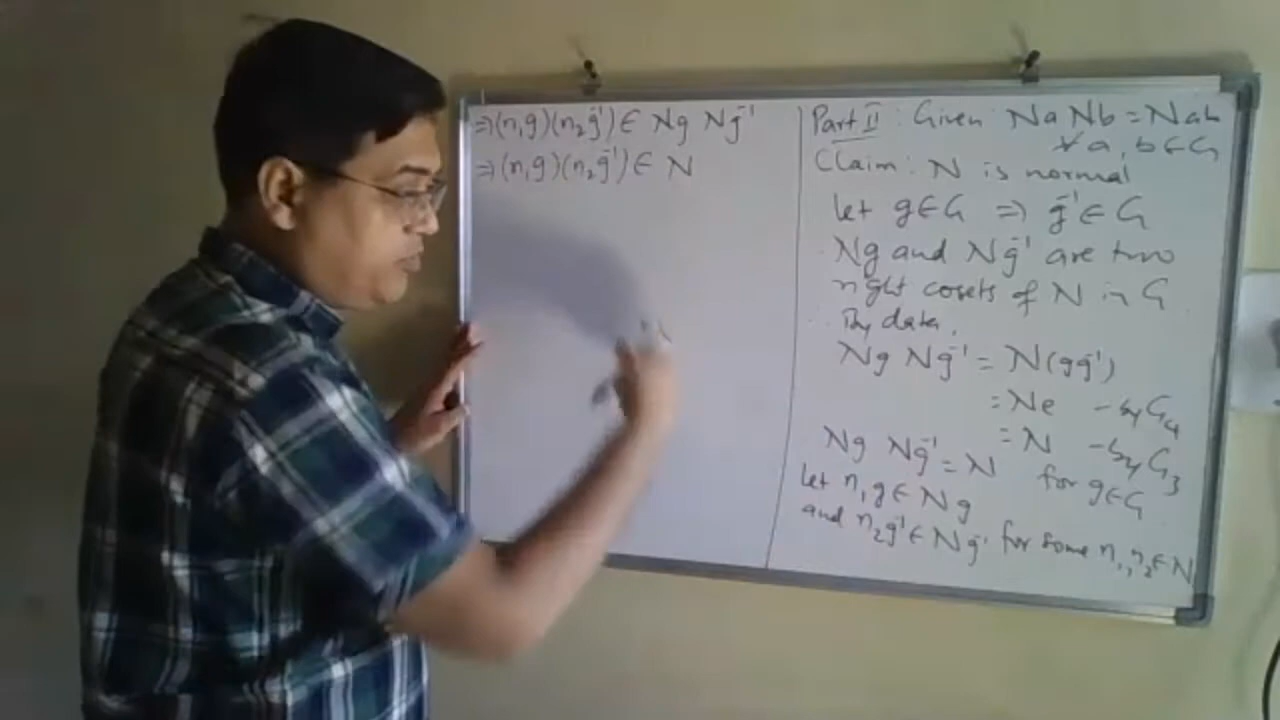 ⇒(n₁g)(n₂g⁻¹) ∈ Ng Ng⁻¹
⇒(n₁g)(n₂g⁻¹) ∈ N
Part II : Given Na Nb = Nab
∀ a, b ∈ G
Claim : N is normal
let g∈G ⇒ g⁻¹∈G
Ng and Ng⁻¹ are two
right cosets of N in G
∴ By data,
Ng Ng⁻¹ = N(gg⁻¹)
= Ne - by G₄
= N - by G₃
Ng Ng⁻¹ = N for g∈G
let n₁g ∈ Ng
and n₂g⁻¹ ∈ Ng⁻¹ for some n₁, n₂ ∈ N